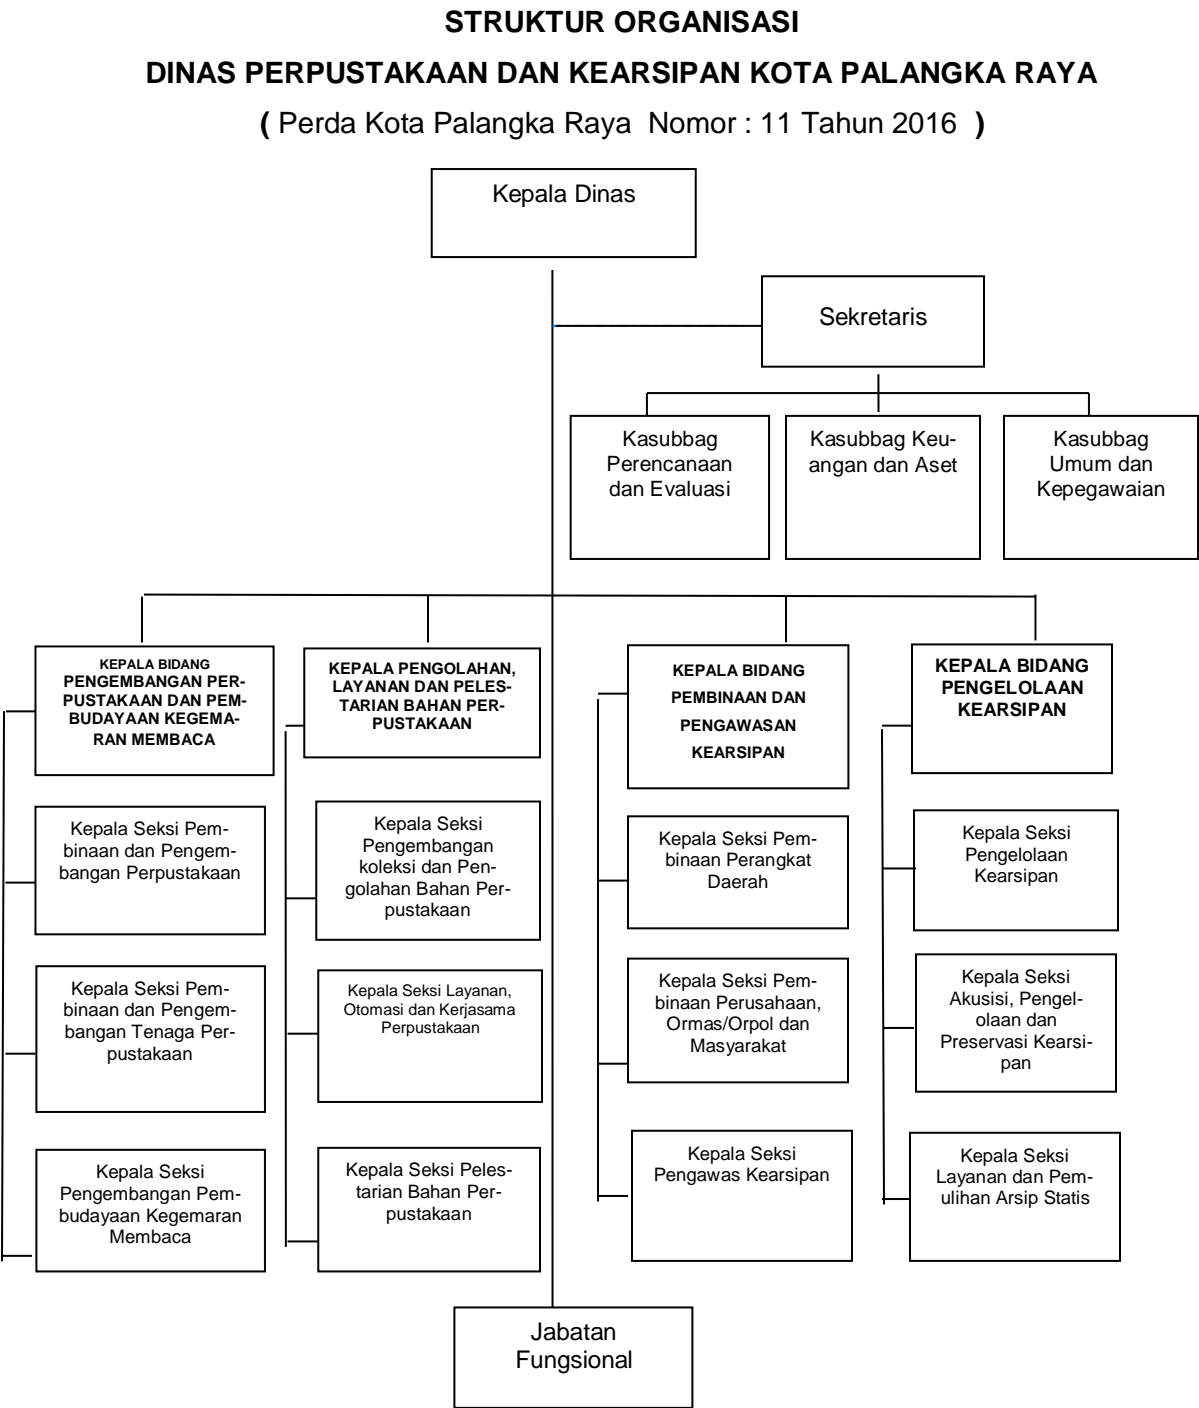 STRUKTUR ORGANISASI
DINAS PERPUSTAKAAN DAN KEARSIPAN KOTA PALANGKA RAYA
( Perda Kota Palangka Raya Nomor : 11 Tahun 2016 )
Kepala Dinas
Sekretaris
Kasubbag
Perencanaan
dan Evaluasi
Kasubbag Keu-
angan dan Aset
Kasubbag
Umum dan
Kepegawaian
KEPALA BIDANG
PENGEMBANGAN PER-
PUSTAKAAN DAN PEM-
BUDAYAAN KEGEMA-
RAN MEMBACA
KEPALA PENGOLAHAN,
LAYANAN DAN PELES-
TARIAN BAHAN PER-
PUSTAKAAN
KEPALA BIDANG
PEMBINAAN DAN
PENGAWASAN
KEARSIPAN
KEPALA BIDANG
PENGELOLAAN
KEARSIPAN
Kepala Seksi Pem-
binaan dan Pengem-
bangan Perpustakaan
Kepala Seksi
Pengembangan
koleksi dan Pen-
golahan Bahan Per-
pustakaan
Kepala Seksi Pem-
binaan Perangkat
Daerah
Kepala Seksi
Pengelolaan
Kearsipan
Kepala Seksi Pem-
binaan dan Pengem-
bangan Tenaga Per-
pustakaan
Kepala Seksi Layanan,
Otomasi dan Kerjasama
Perpustakaan
Kepala Seksi Pem-
binaan Perusahaan,
Ormas/Orpol dan
Masyarakat
Kepala Seksi
Akusisi, Pengel-
olaan dan
Preservasi Kearsi-
pan
Kepala Seksi
Pengembangan Pem-
budayaan Kegemaran
Membaca
Kepala Seksi Peles-
tarian Bahan Per-
pustakaan
Kepala Seksi
Pengawas Kearsipan
Kepala Seksi
Layanan dan Pem-
ulihan Arsip Statis
Jabatan
Fungsional